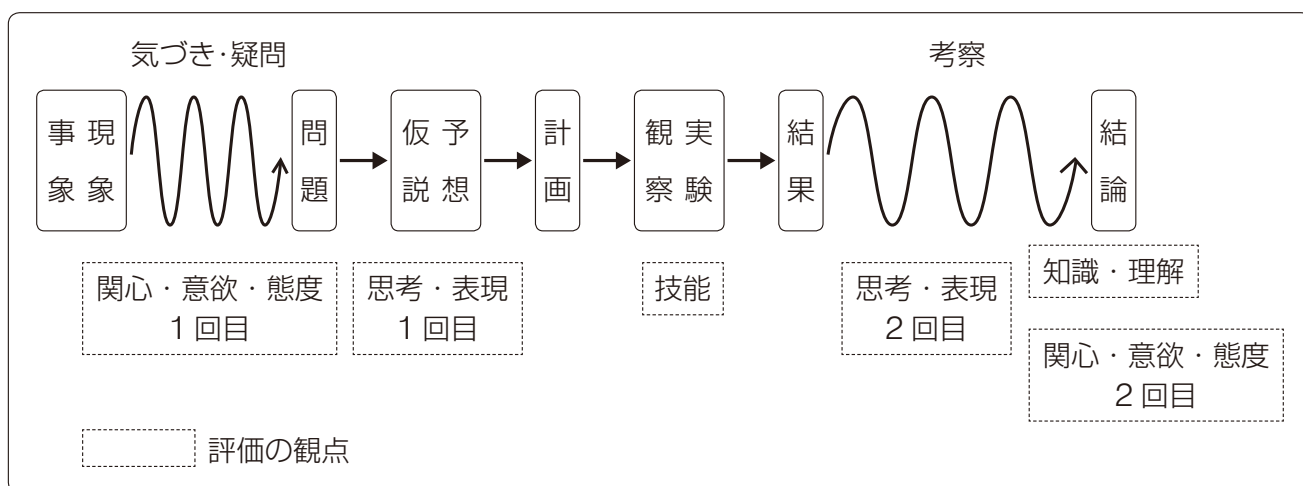 気づき・疑問
考察
事象
現象
問題
仮説
予想
計画
観察
実験
結果
結論
関心・意欲・態度
1回目
思考・表現
1回目
技能
思考・表現
2回目
知識・理解
関心・意欲・態度
2回目
評価の観点